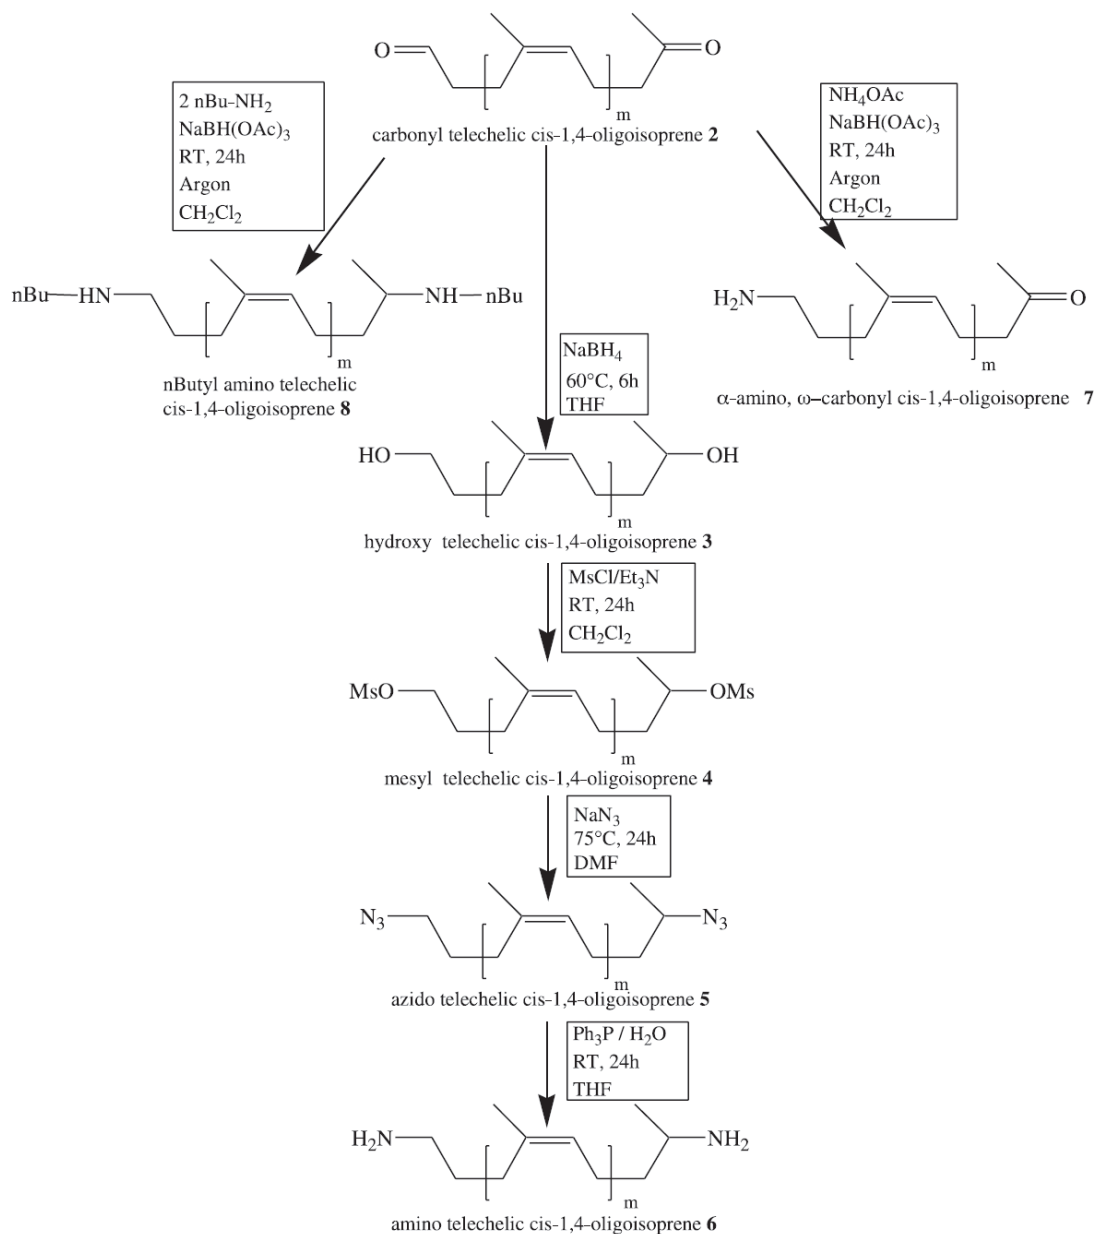 O
O
m
carbonyl telechelic cis-1,4-oligoisoprene 2
2 nBu-NH₂
NaBH(OAc)₃
RT, 24h
Argon
CH₂Cl₂
NH₄OAc
NaBH(OAc)₃
RT, 24h
Argon
CH₂Cl₂
nBu—HN
NH—nBu
m
nButyl amino telechelic
cis-1,4-oligoisoprene 8
H₂N
O
m
α-amino, ω-carbonyl cis-1,4-oligoisoprene 7
NaBH₄
60°C, 6h
THF
HO
OH
m
hydroxy telechelic cis-1,4-oligoisoprene 3
MsCl/Et₃N
RT, 24h
CH₂Cl₂
MsO
OMs
m
mesyl telechelic cis-1,4-oligoisoprene 4
NaN₃
75°C, 24h
DMF
N₃
N₃
m
azido telechelic cis-1,4-oligoisoprene 5
Ph₃P / H₂O
RT, 24h
THF
H₂N
NH₂
m
amino telechelic cis-1,4-oligoisoprene 6